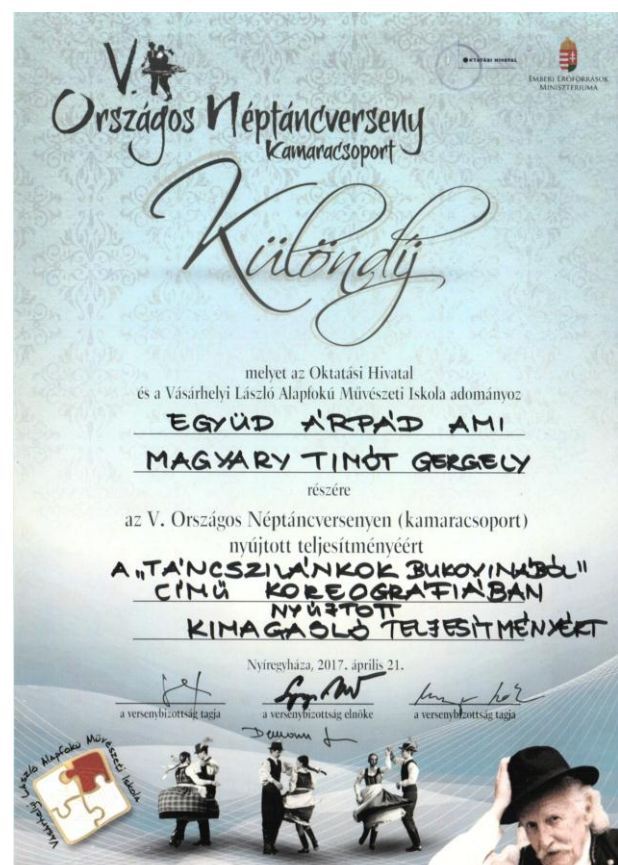 V.
Országos Néptáncverseny
Kamaracsoport
OKTATÁSI HIVATAL
EMBERI ERŐFORRÁSOK
MINISZTÉRIUMA
Különdíj
melyet az Oktatási Hivatal
és a Vásárhelyi László Alapfokú Művészeti Iskola adományoz
EGYÜD ÁRPÁD AMI
MAGYARY TIMÓT GERGELY
részére
az V. Országos Néptáncversenyen (kamaracsoport)
nyújtott teljesítményéért
A „TÁNCSZILÁNKOK BUKOVINÁBÓL"
CÍMŰ KOREOGRÁFIÁBAN
NYÚJTOTT
KIMAGASLÓ TELJESÍTMÉNYÉRT
Nyíregyháza, 2017. április 21.
a versenybizottság tagja a versenybizottság elnöke a versenybizottság tagja
Vásárhelyi László Alapfokú Művészeti Iskola